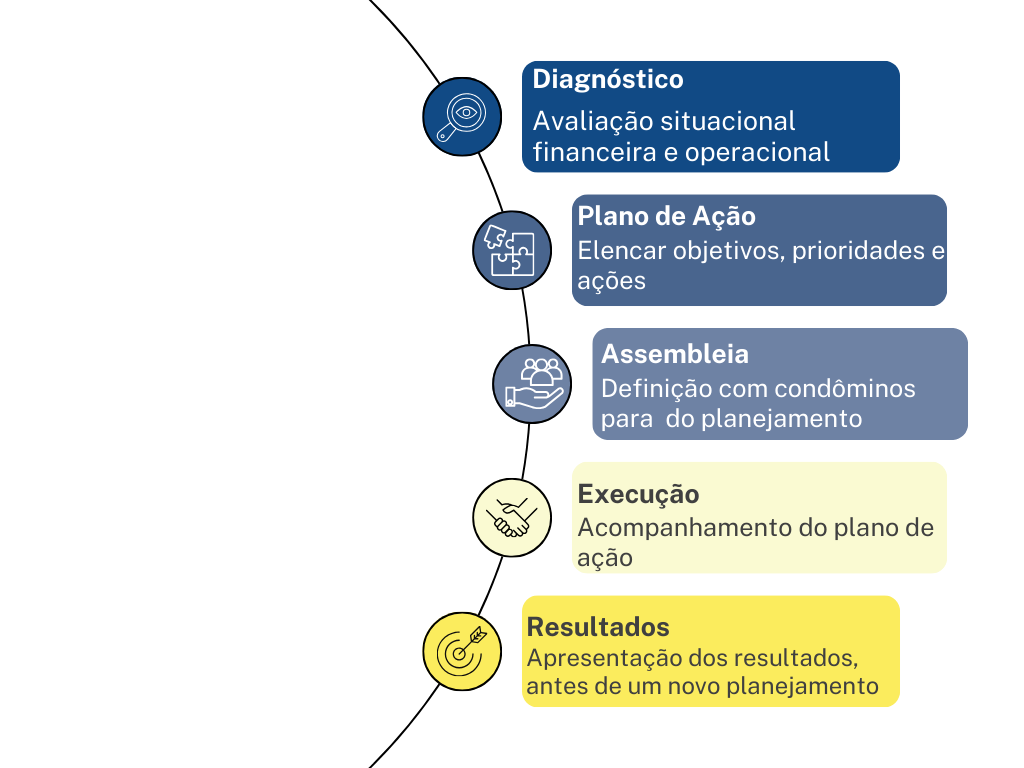 Diagnóstico
Avaliação situacional
financeira e operacional
Plano de Ação
Elencar objetivos, prioridades e
ações
Assembleia
Definição com condôminos
para  do planejamento
Execução
Acompanhamento do plano de
ação
Resultados
Apresentação dos resultados,
antes de um novo planejamento